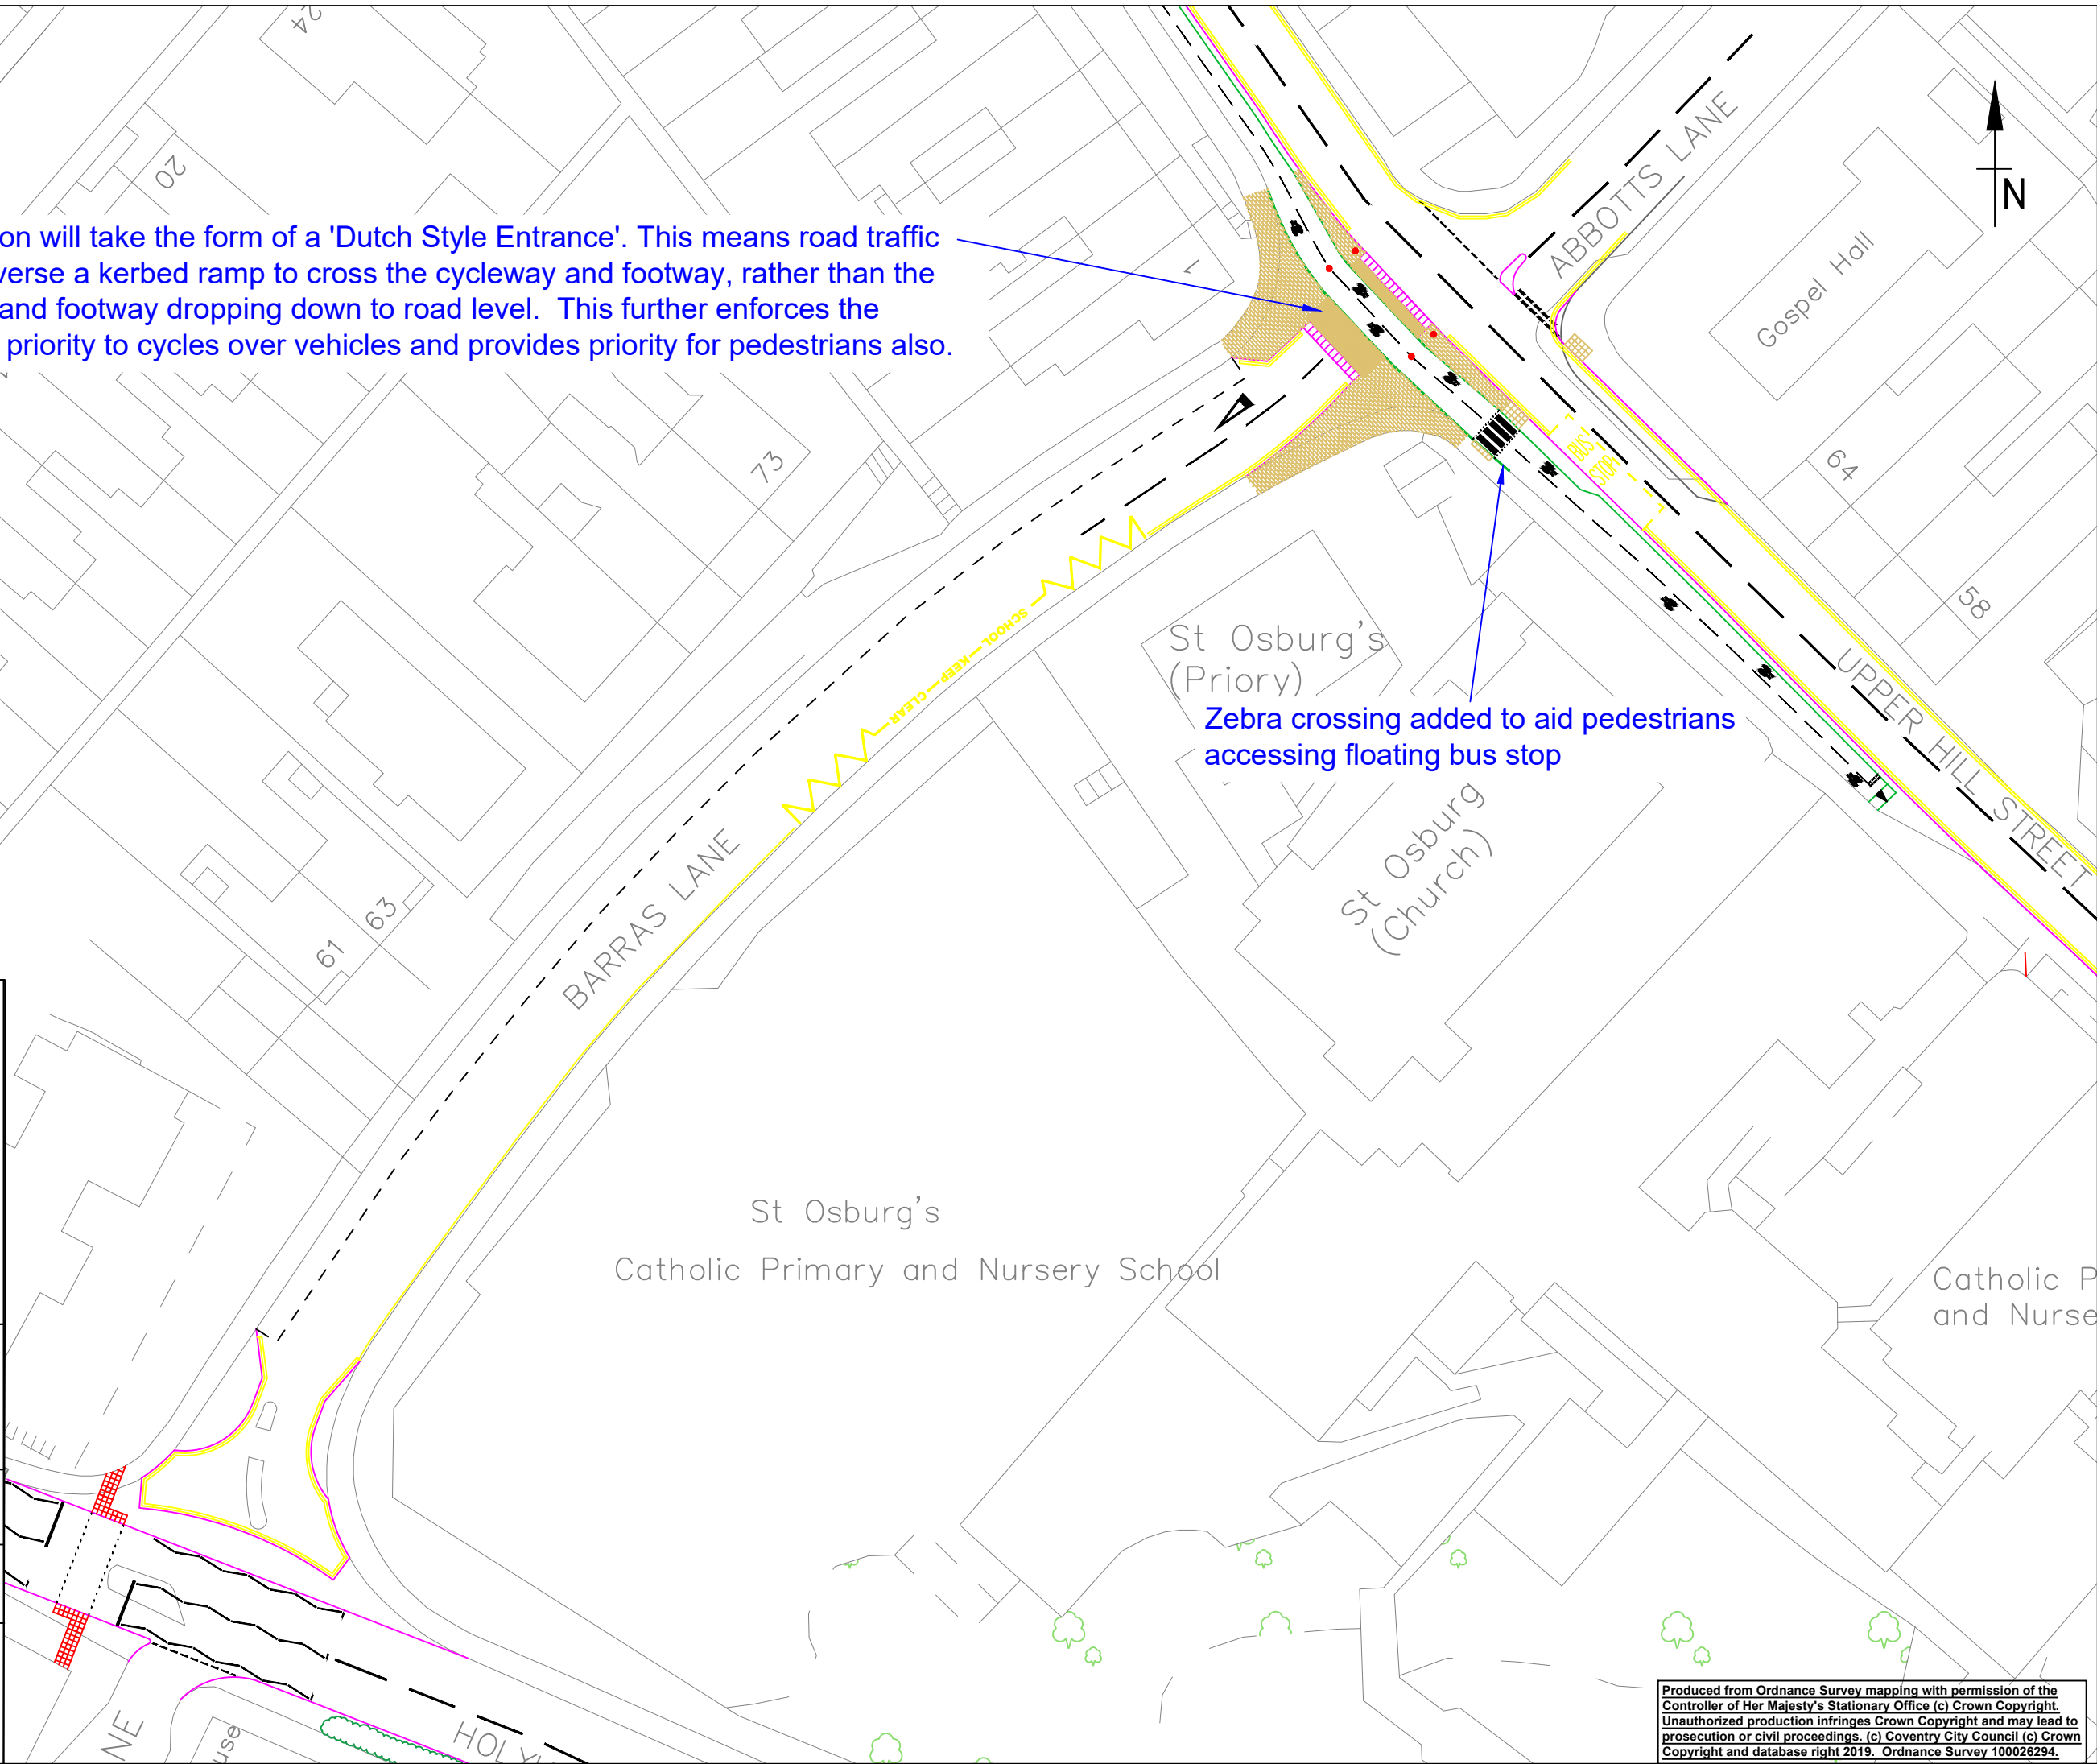 24
20
on will take the form of a 'Dutch Style Entrance'. This means road traffic
verse a kerbed ramp to cross the cycleway and footway, rather than the
and footway dropping down to road level. This further enforces the
priority to cycles over vehicles and provides priority for pedestrians also.
ABBOTTS LANE
N
Gospel Hall
BUS
STOP
64
58
73
SCHOOL KEEP CLEAR
St Osburg's
(Priory)
Zebra crossing added to aid pedestrians
accessing floating bus stop
UPPER HILL STREET
St Osburg
(Church)
BARRAS LANE
63
61
St Osburg's
Catholic Primary and Nursery School
Catholic P
and Nurse
NE
use
Produced from Ordnance Survey mapping with permission of the
Controller of Her Majesty's Stationary Office (c) Crown Copyright.
Unauthorized production infringes Crown Copyright and may lead to
prosecution or civil proceedings. (c) Coventry City Council (c) Crown
Copyright and database right 2019. Ordnance Survey 100026294.